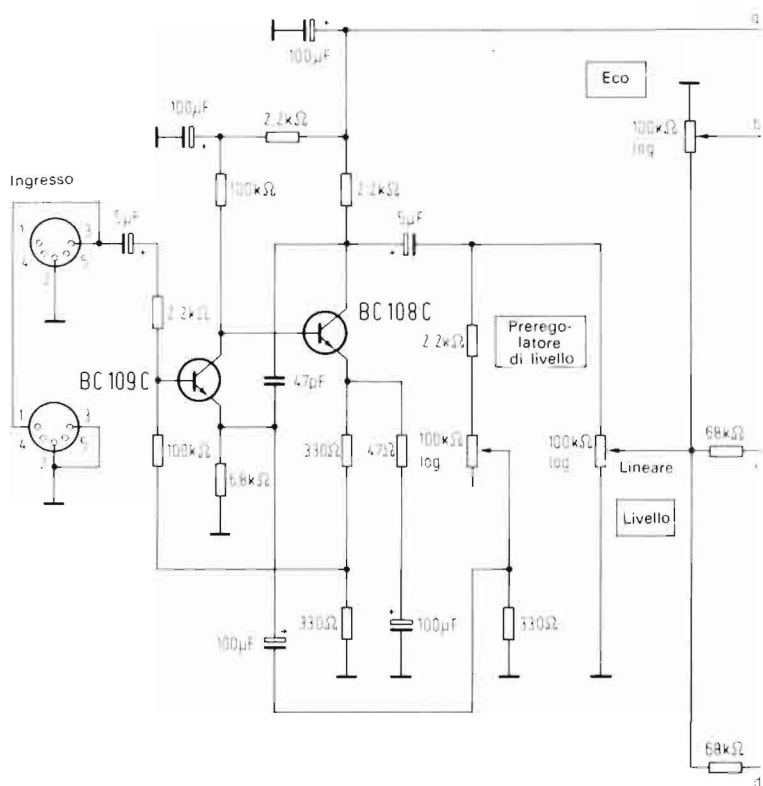 100µF
a
Eco
100µF
2.2kΩ
100kΩ
log
b
Ingresso
100kΩ
2.2kΩ
5µF
5µF
1
3
4
5
2
2.2kΩ
BC 108C
2.2kΩ
Prerego-
latore
di livello
BC 109C
47pF
1
3
4
5
2
100kΩ
6.8kΩ
330Ω
47Ω
100kΩ
log
100kΩ
log
Lineare
68kΩ
Livello
100µF
330Ω
100µF
330Ω
68kΩ
d